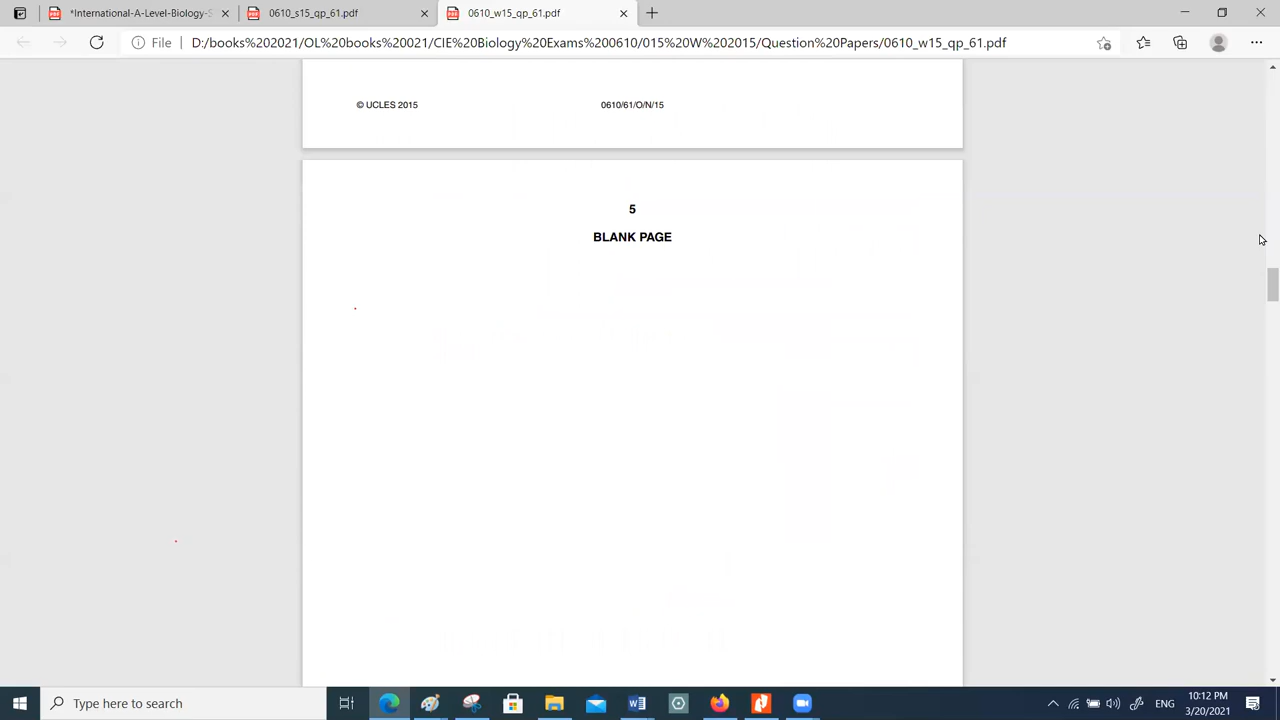 *International-A-Level-Biology-S
0610_s15_qp_61.pdf
0610_w15_qp_61.pdf
File
D:/books%202021/OL%20books%20021/CIE%20Biology%20Exams%200610/015%20W%202015/Question%20Papers/0610_w15_qp_61.pdf
© UCLES 2015
0610/61/O/N/15
5
BLANK PAGE
Type here to search
ENG
10:12 PM
3/20/2021